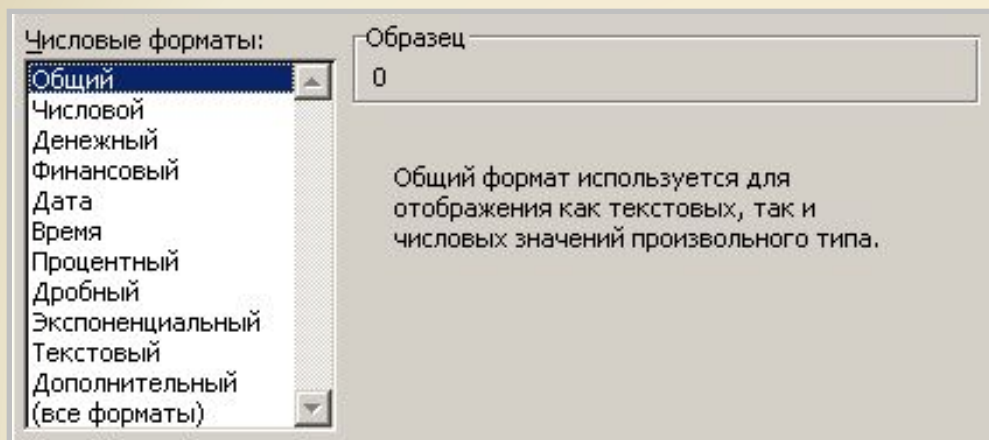 Числовые форматы:
Общий
Числовой
Денежный
Финансовый
Дата
Время
Процентный
Дробный
Экспоненциальный
Текстовый
Дополнительный
(все форматы)
Образец
0
Общий формат используется для
отображения как текстовых, так и
числовых значений произвольного типа.